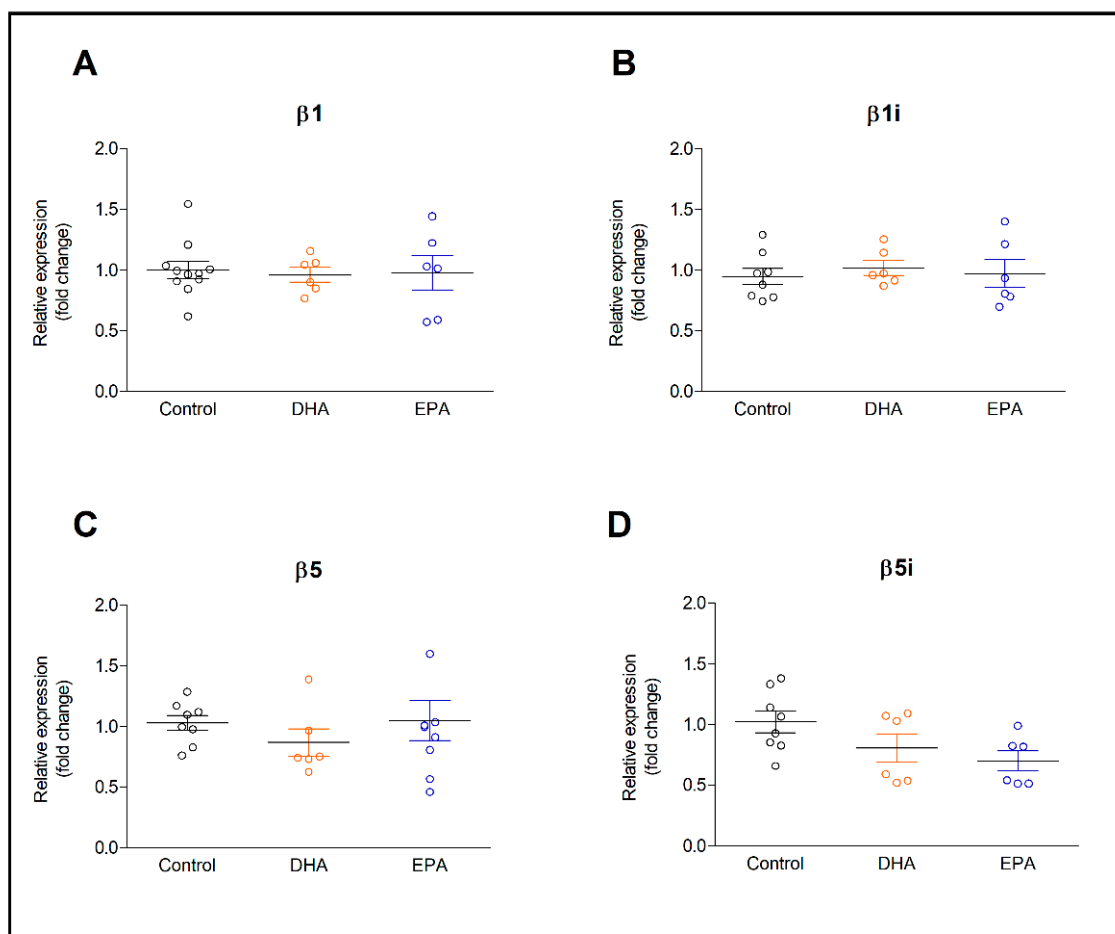 A
β1
2.0
1.5
1.0
0.5
0.0
Relative expression
(fold change)
Control DHA EPA
B
β1i
2.0
1.5
1.0
0.5
0.0
Relative expression
(fold change)
Control DHA EPA
C
β5
2.0
1.5
1.0
0.5
0.0
Relative expression
(fold change)
Control DHA EPA
D
β5i
2.0
1.5
1.0
0.5
0.0
Relative expression
(fold change)
Control DHA EPA